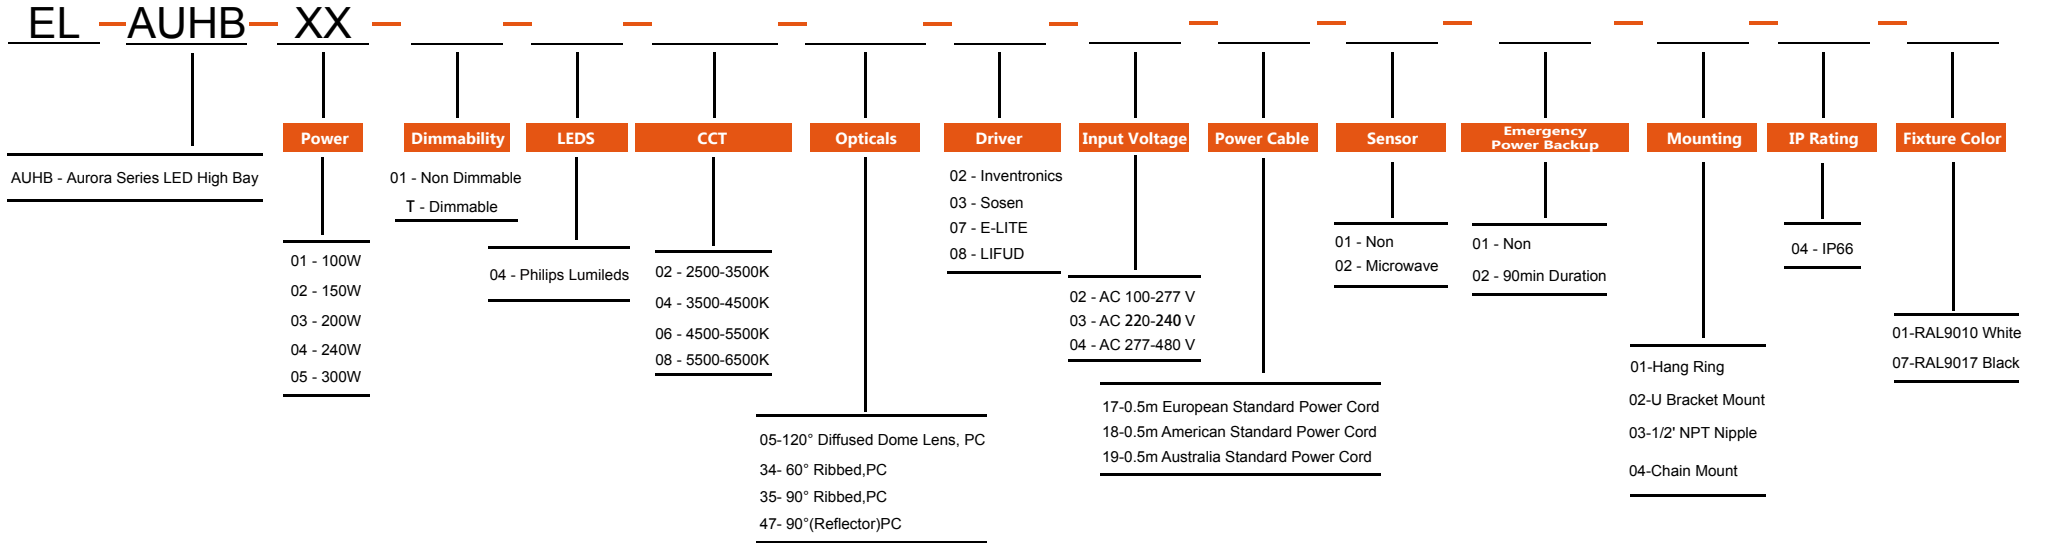 EL AUHB XX
AUHB - Aurora Series LED High Bay
Power
01 - 100W
02 - 150W
03 - 200W
04 - 240W
05 - 300W
Dimmability
01 - Non Dimmable
T - Dimmable
LEDS
04 - Philips Lumileds
CCT
02 - 2500-3500K
04 - 3500-4500K
06 - 4500-5500K
08 - 5500-6500K
Opticals
05-120° Diffused Dome Lens, PC
34- 60° Ribbed,PC
35- 90° Ribbed,PC
47- 90°(Reflector)PC
Driver
02 - Inventronics
03 - Sosen
07 - E-LITE
08 - LIFUD
Input Voltage
02 - AC 100-277 V
03 - AC 220-240 V
04 - AC 277-480 V
Power Cable
17-0.5m European Standard Power Cord
18-0.5m American Standard Power Cord
19-0.5m Australia Standard Power Cord
Sensor
01 - Non
02 - Microwave
Emergency
Power Backup
01 - Non
02 - 90min Duration
Mounting
01-Hang Ring
02-U Bracket Mount
03-1/2' NPT Nipple
04-Chain Mount
IP Rating
04 - IP66
Fixture Color
01-RAL9010 White
07-RAL9017 Black